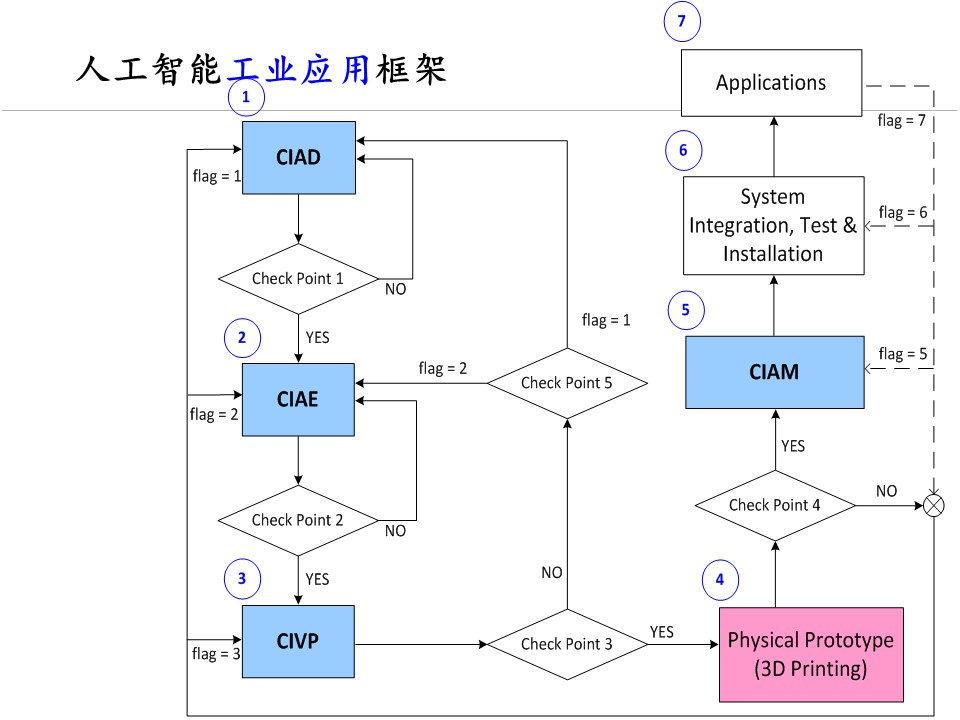 人工智能工业应用框架
7
Applications
flag = 7
1
CIAD
flag = 1
6
System
Integration, Test &
Installation
flag = 6
Check Point 1
NO
YES
flag = 1
5
CIAM
flag = 5
2
CIAE
flag = 2
flag = 2
Check Point 5
YES
Check Point 4
NO
Check Point 2
NO
YES
NO
3
CIVP
flag = 3
Check Point 3
YES
4
Physical Prototype
(3D Printing)